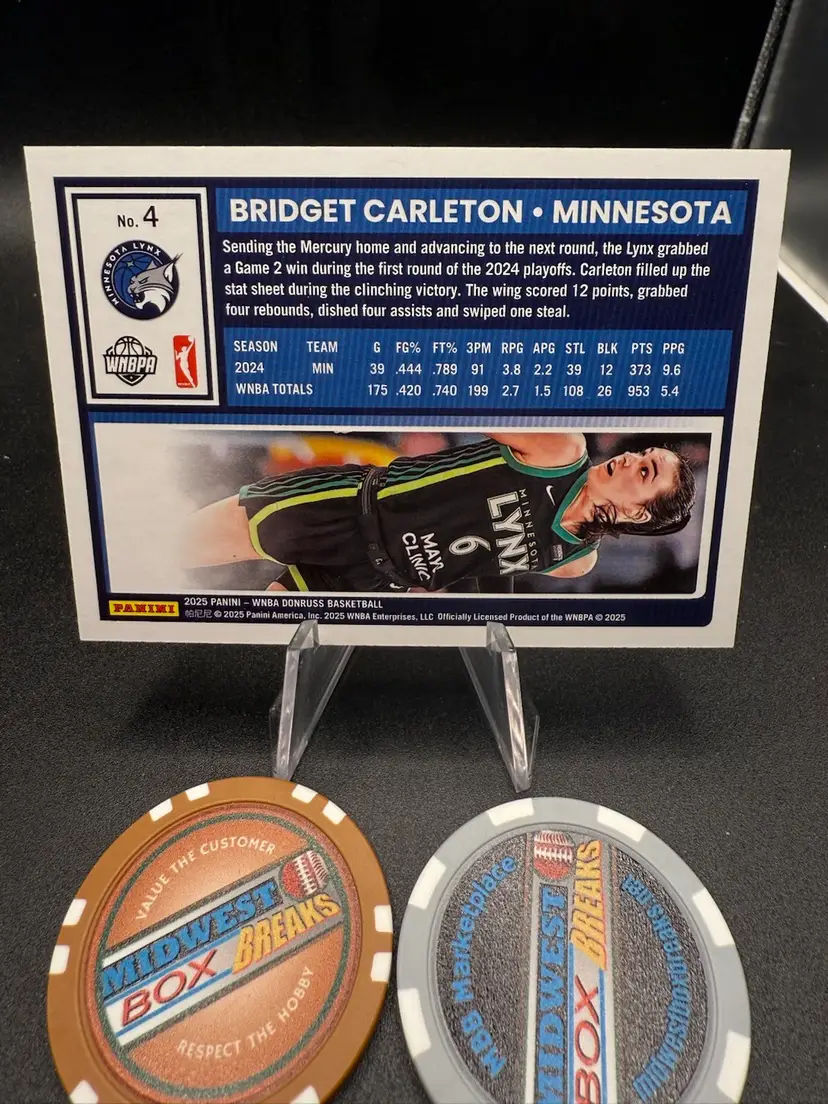 No. 4
MINNESOTA LYNX
WNBPA
BRIDGET CARLETON • MINNESOTA
Sending the Mercury home and advancing to the next round, the Lynx grabbed
a Game 2 win during the first round of the 2024 playoffs. Carleton filled up the
stat sheet during the clinching victory. The wing scored 12 points, grabbed
four rebounds, dished four assists and swiped one steal.
SEASON TEAM G FG% FT% 3PM RPG APG STL BLK PTS PPG
2024 MIN 39 .444 .789 91 3.8 2.2 39 12 373 9.6
WNBA TOTALS 175 .420 .740 199 2.7 1.5 108 26 953 5.4
MINNESOTA
LYNX
6
MAYO
CLINIC
PANINI
2025 PANINI – WNBA DONRUSS BASKETBALL
帕尼尼 © 2025 Panini America, Inc. 2025 WNBA Enterprises, LLC Officially Licensed Product of the WNBPA © 2025
VALUE THE CUSTOMER
MIDWEST
BOX BREAKS
RESPECT THE HOBBY
MBB Marketplace
MIDWEST
BOX BREAKS